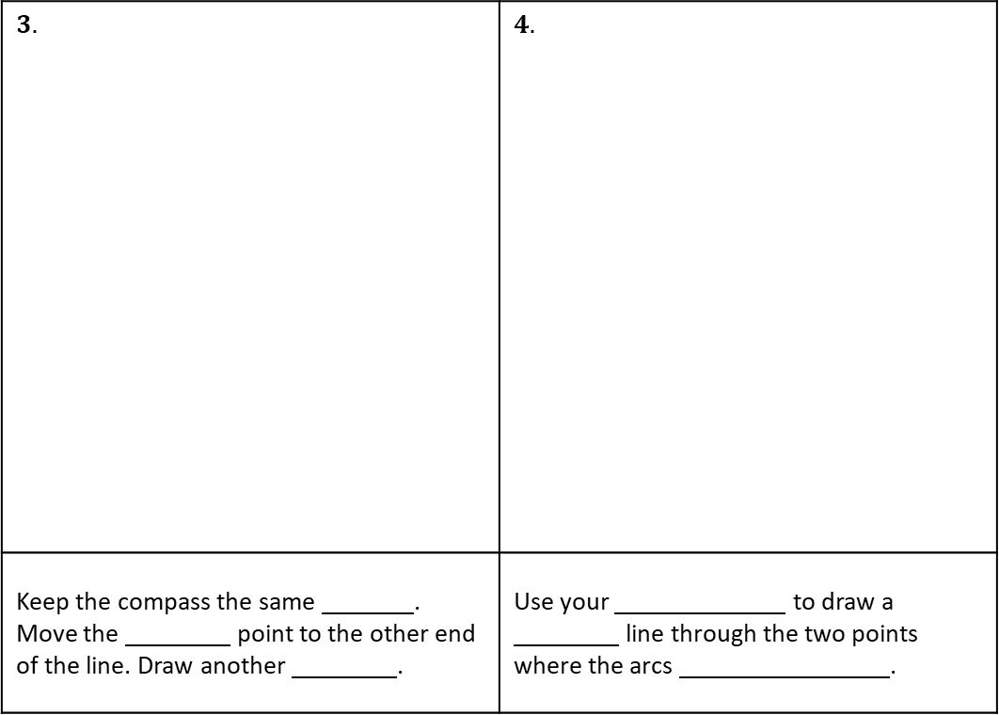 3.
4.
Keep the compass the same _______.
Move the ________ point to the other end
of the line. Draw another ________.
Use your _____________ to draw a
________ line through the two points
where the arcs ________________.